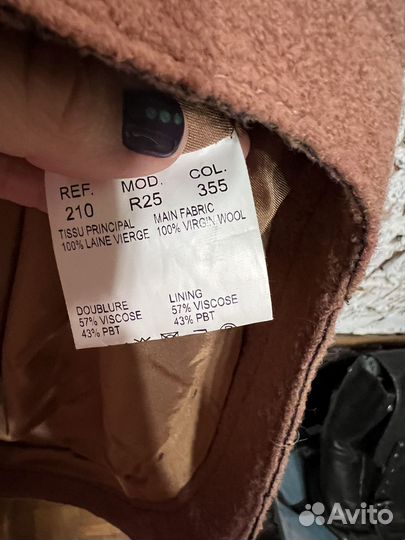 REF. MOD. COL.
210 R25 355
TISSU PRINCIPAL MAIN FABRIC
100% LAINE VIERGE 100% VIRGIN WOOL
DOUBLURE LINING
57% VISCOSE 57% VISCOSE
43% PBT 43% PBT
Avito